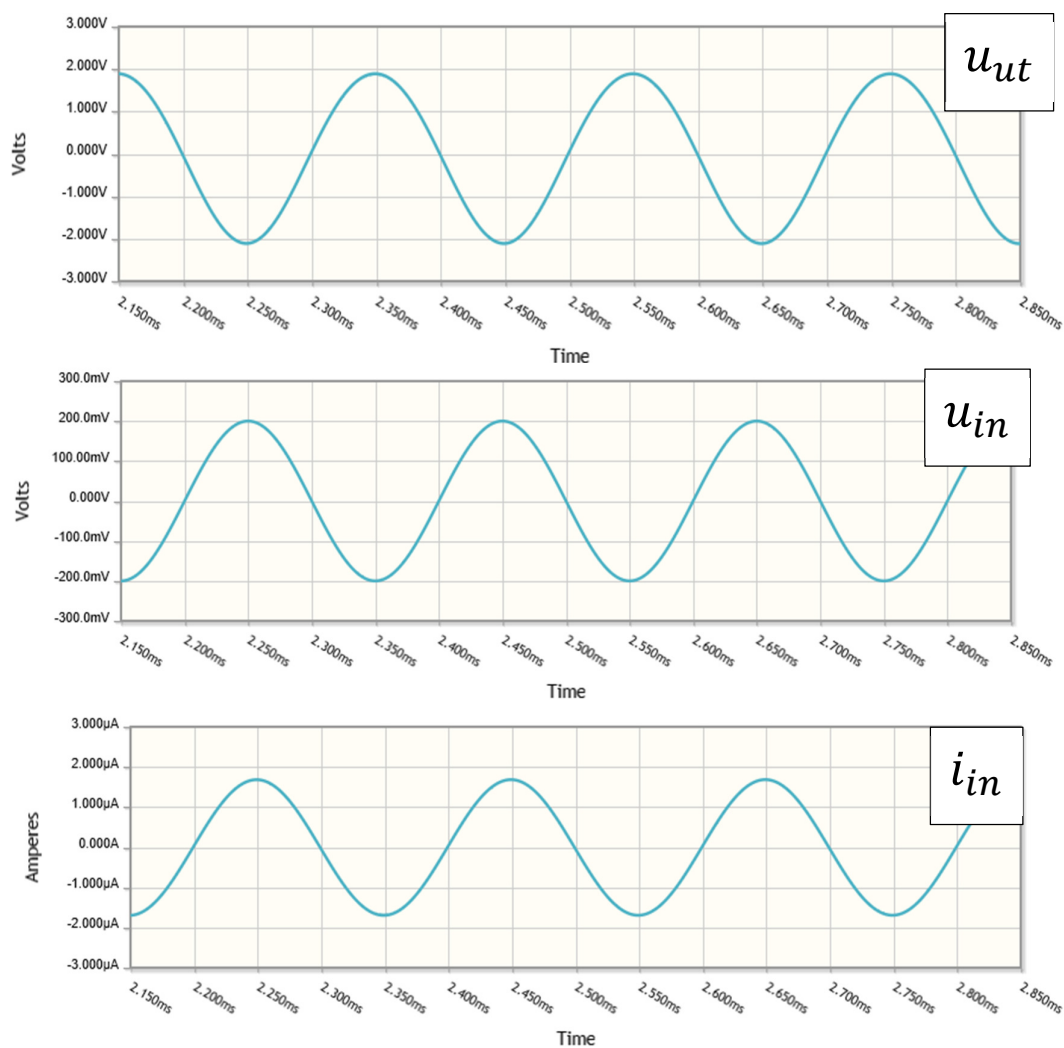 3.000V
2.000V
1.000V
0.000V
-1.000V
-2.000V
-3.000V
Volts
u_ut
2.150ms 2.200ms 2.250ms 2.300ms 2.350ms 2.400ms 2.450ms 2.500ms 2.550ms 2.600ms 2.650ms 2.700ms 2.750ms 2.800ms 2.850ms
Time
300.0mV
200.0mV
100.00mV
0.000V
-100.0mV
-200.0mV
-300.0mV
Volts
u_in
2.150ms 2.200ms 2.250ms 2.300ms 2.350ms 2.400ms 2.450ms 2.500ms 2.550ms 2.600ms 2.650ms 2.700ms 2.750ms 2.800ms 2.850ms
Time
3.000μA
2.000μA
1.000μA
0.000A
-1.000μA
-2.000μA
-3.000μA
Amperes
i_in
2.150ms 2.200ms 2.250ms 2.300ms 2.350ms 2.400ms 2.450ms 2.500ms 2.550ms 2.600ms 2.650ms 2.700ms 2.750ms 2.800ms 2.850ms
Time